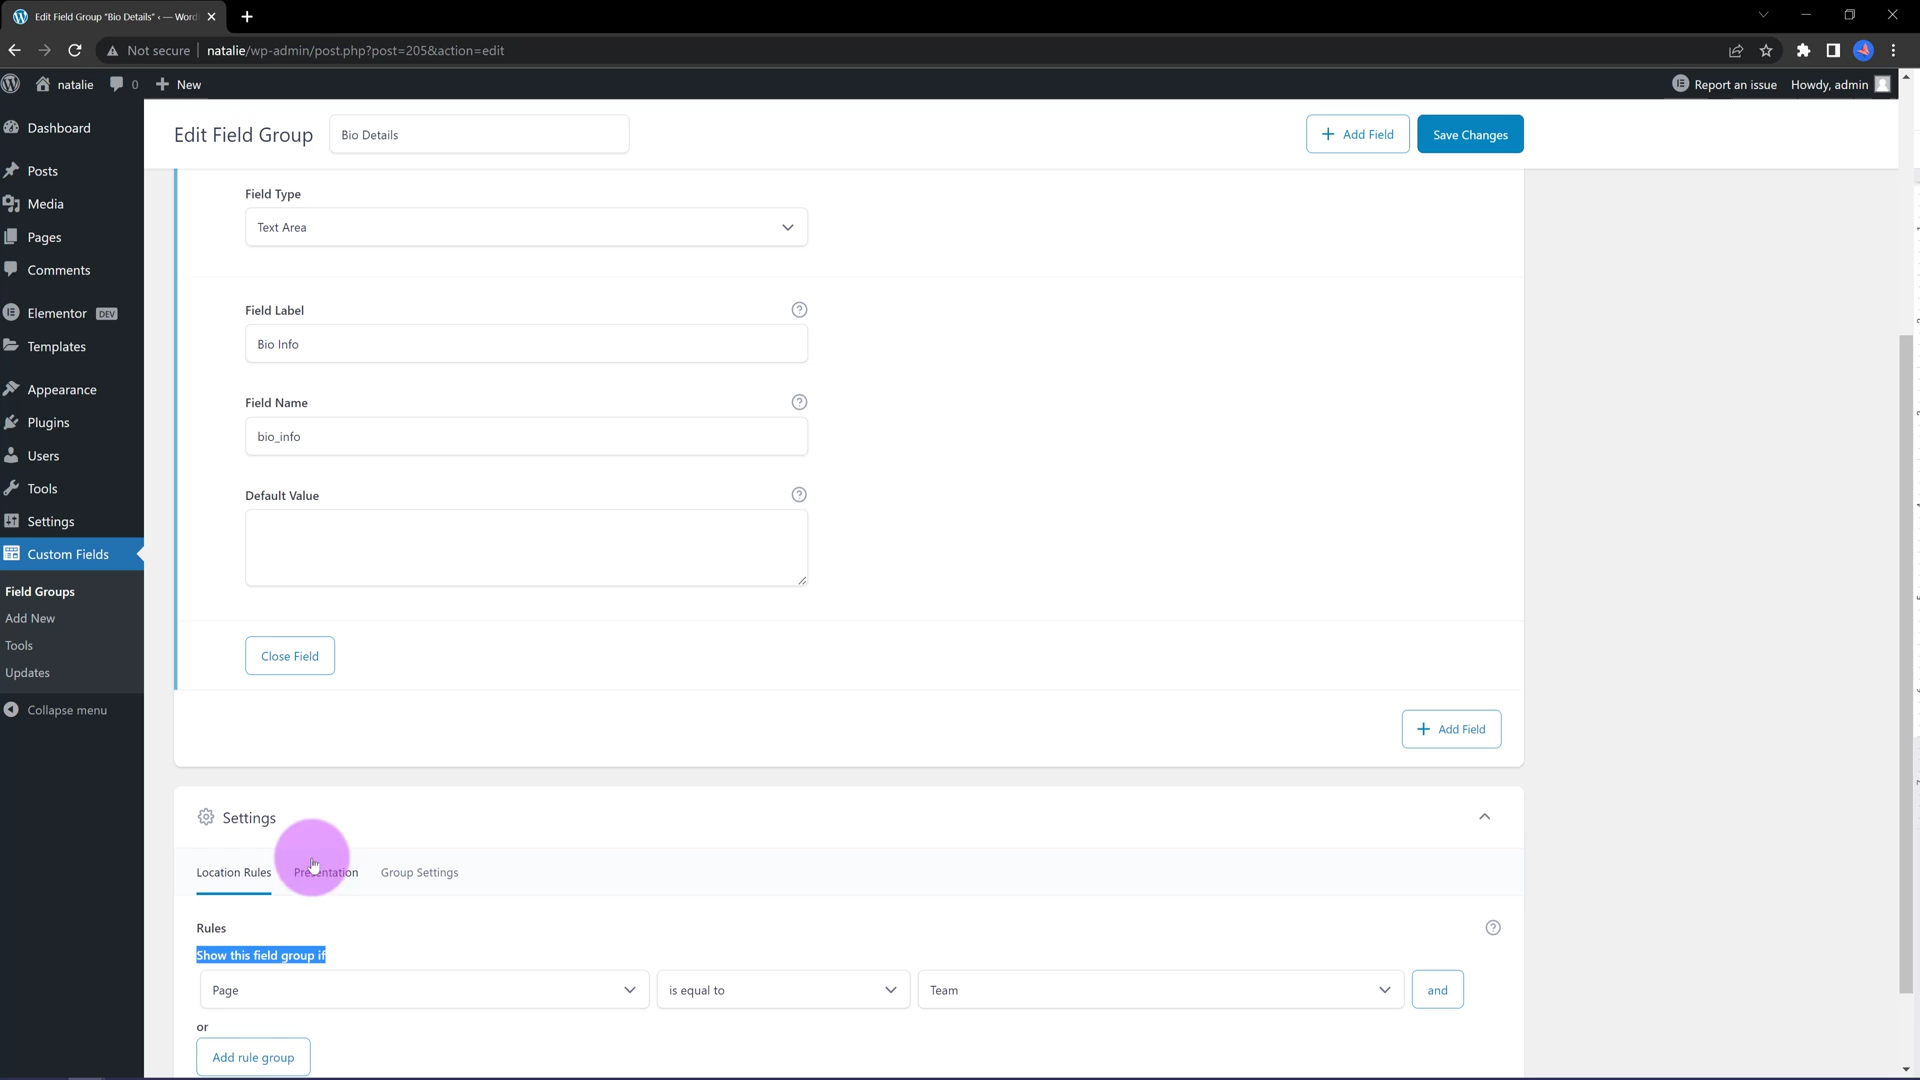 Edit Field Group "Bio Details" ‹ — Word
Not secure
natalie/wp-admin/post.php?post=205&action=edit
natalie
0
New
Report an issue
Howdy, admin
Dashboard
Posts
Media
Pages
Comments
Elementor DEV
Templates
Appearance
Plugins
Users
Tools
Settings
Custom Fields
Field Groups
Add New
Tools
Updates
Collapse menu
Edit Field Group
Bio Details
+ Add Field
Save Changes
Field Type
Text Area
Field Label
Bio Info
Field Name
bio_info
Default Value
Close Field
+ Add Field
Settings
Location Rules
Presentation
Group Settings
Rules
Show this field group if
Page
is equal to
Team
and
or
Add rule group